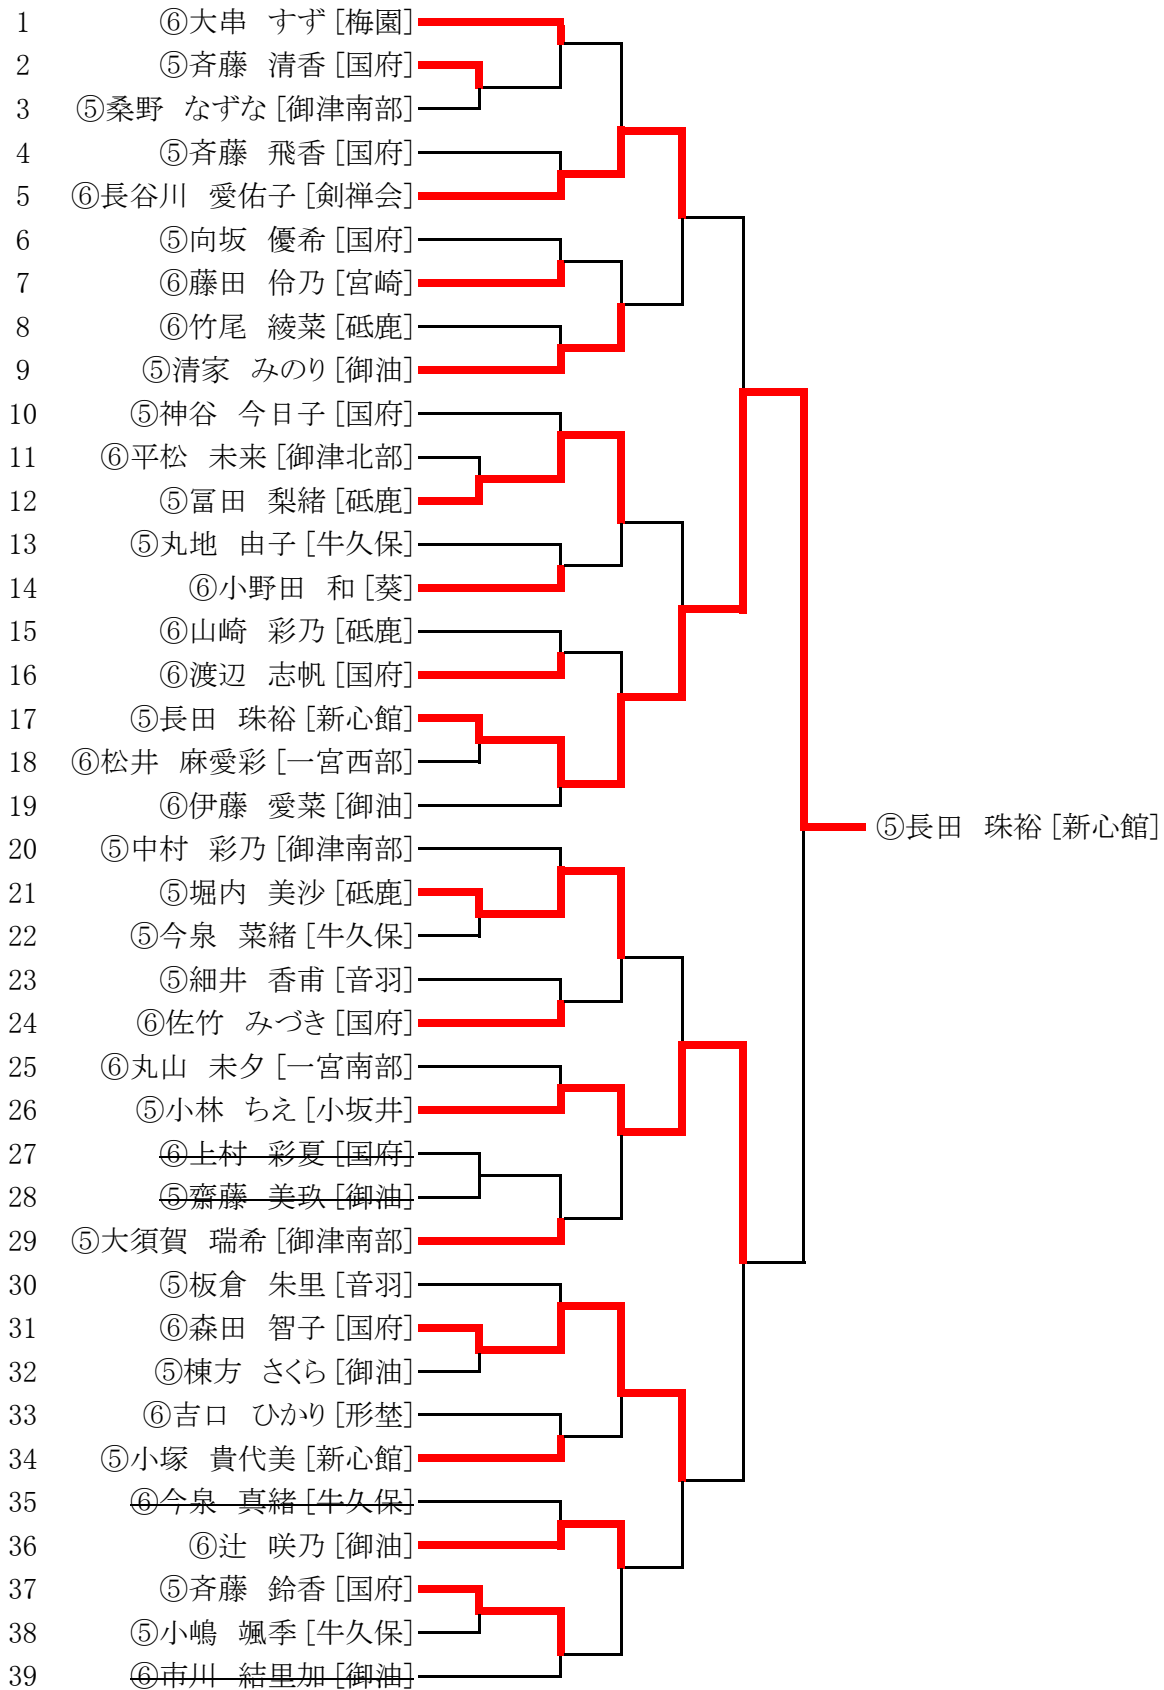 1 ⑥大串 すず [梅園]
2 ⑤斉藤 清香 [国府]
3 ⑤桑野 なずな [御津南部]
4 ⑤斉藤 飛香 [国府]
5 ⑥長谷川 愛佑子 [剣禅会]
6 ⑤向坂 優希 [国府]
7 ⑥藤田 伶乃 [宮崎]
8 ⑥竹尾 綾菜 [砥鹿]
9 ⑤清家 みのり [御油]
10 ⑤神谷 今日子 [国府]
11 ⑥平松 未来 [御津北部]
12 ⑤冨田 梨緒 [砥鹿]
13 ⑤丸地 由子 [牛久保]
14 ⑥小野田 和 [葵]
15 ⑥山崎 彩乃 [砥鹿]
16 ⑥渡辺 志帆 [国府]
17 ⑤長田 珠裕 [新心館]
18 ⑥松井 麻愛彩 [一宮西部]
19 ⑥伊藤 愛菜 [御油]
⑤長田 珠裕 [新心館]
20 ⑤中村 彩乃 [御津南部]
21 ⑤堀内 美沙 [砥鹿]
22 ⑤今泉 菜緒 [牛久保]
23 ⑤細井 香甫 [音羽]
24 ⑥佐竹 みづき [国府]
25 ⑥丸山 未夕 [一宮南部]
26 ⑤小林 ちえ [小坂井]
27 ⑥上村 彩夏 [国府]
28 ⑤齋藤 美玖 [御油]
29 ⑤大須賀 瑞希 [御津南部]
30 ⑤板倉 朱里 [音羽]
31 ⑥森田 智子 [国府]
32 ⑤棟方 さくら [御油]
33 ⑥吉口 ひかり [形埜]
34 ⑤小塚 貴代美 [新心館]
35 ⑥今泉 真緒 [牛久保]
36 ⑥辻 咲乃 [御油]
37 ⑤斉藤 鈴香 [国府]
38 ⑤小嶋 颯季 [牛久保]
39 ⑥市川 結里加 [御油]